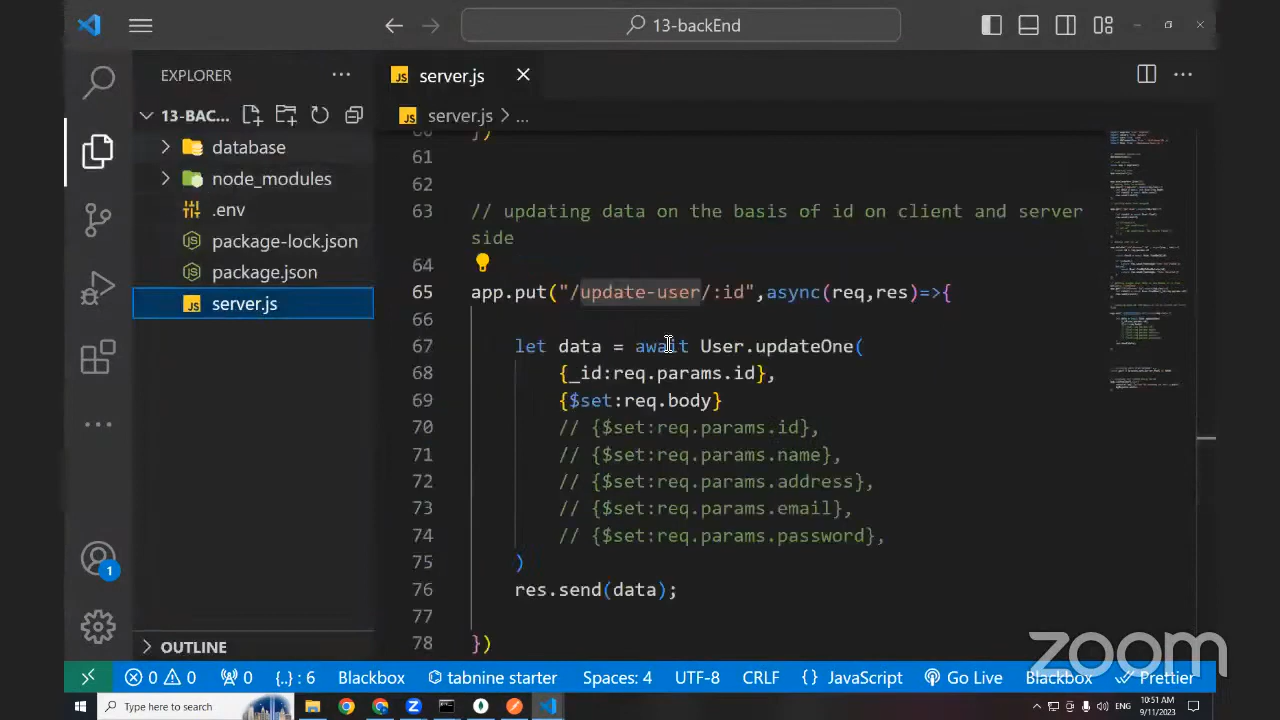 13-backEnd
EXPLORER
server.js
13-BAC...
server.js > ...
database
node_modules
.env
package-lock.json
package.json
server.js
60 })
61
62
63 // updating data on the basis of id on client and server
side
64
65 app.put("/update-user/:id",async(req,res)=>{
66
67 let data = await User.updateOne(
68 {_id:req.params.id},
69 {$set:req.body}
70 // {$set:req.params.id},
71 // {$set:req.params.name},
72 // {$set:req.params.address},
73 // {$set:req.params.email},
74 // {$set:req.params.password},
75 )
76 res.send(data);
77
78 })
1
OUTLINE
zoom
0 0 0 {..} : 6 Blackbox tabnine starter Spaces: 4 UTF-8 CRLF { } JavaScript Go Live Blackbox Prettier
Type here to search
ENG
10:51 AM
9/11/2023